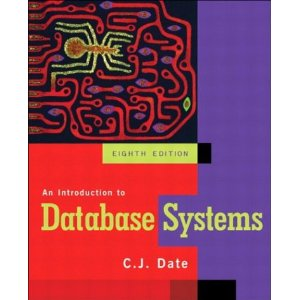 EIGHTH EDITION
An Introduction to
Database Systems
C.J. Date